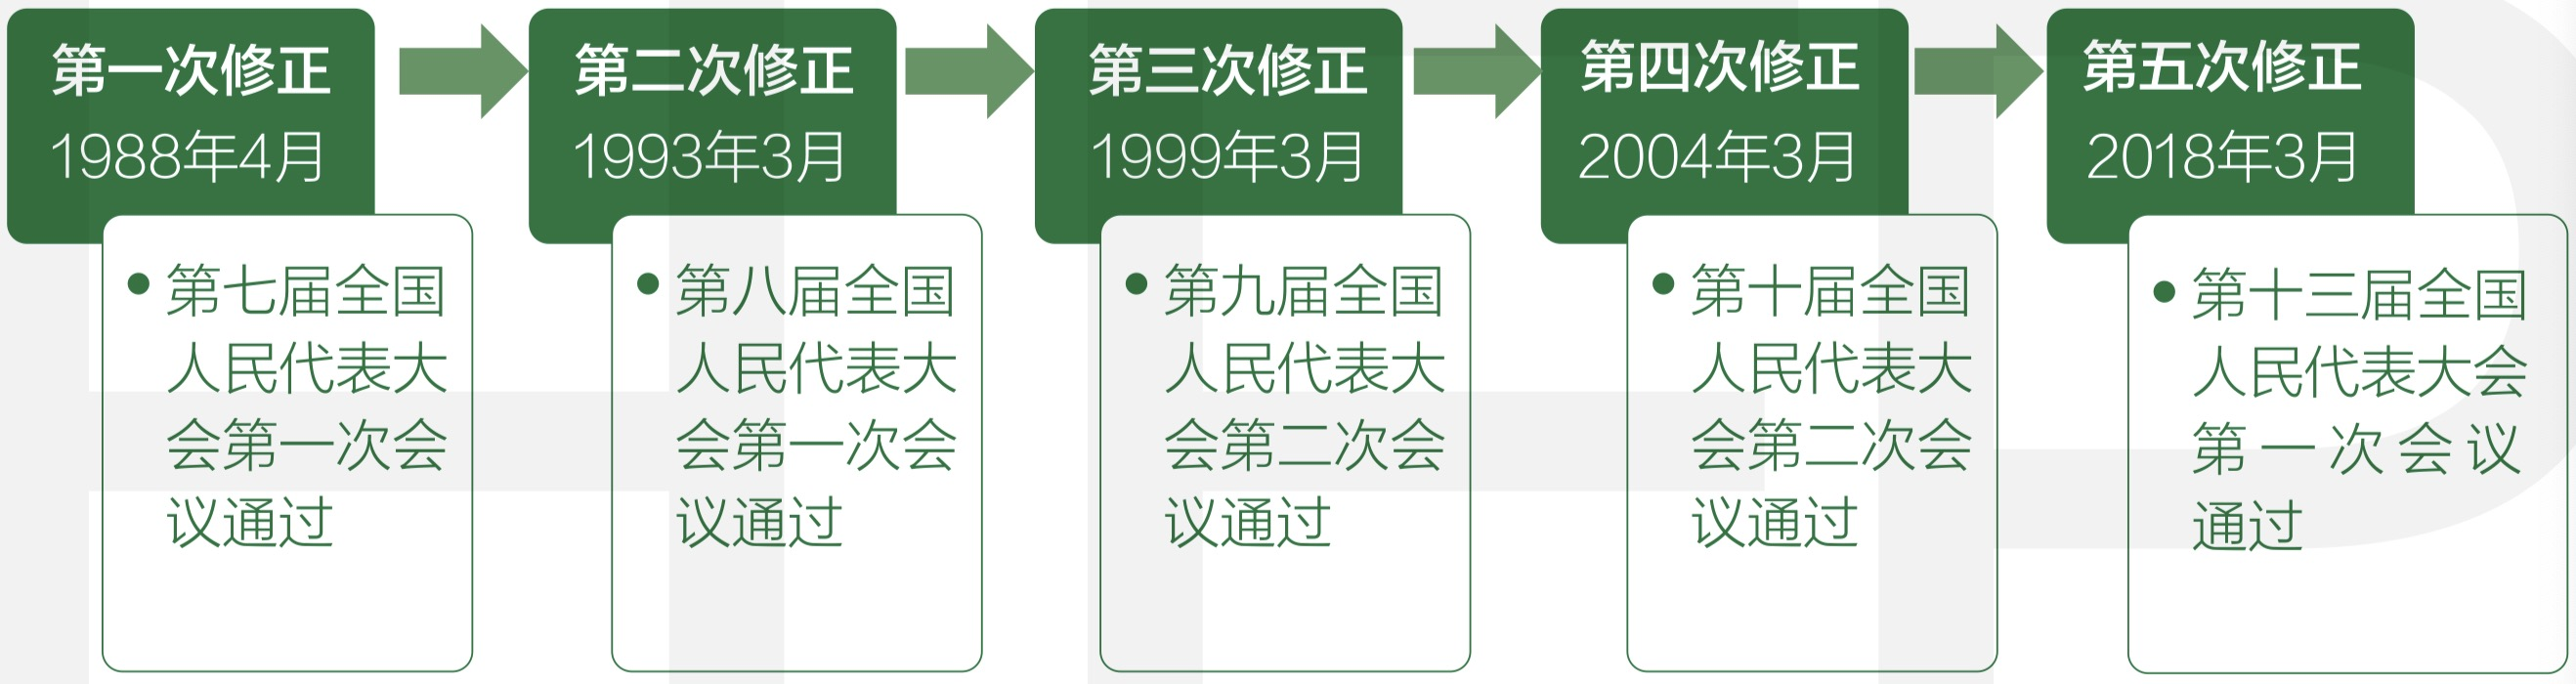 第一次修正
1988年4月
第七届全国
人民代表大
会第一次会
议通过
第二次修正
1993年3月
第八届全国
人民代表大
会第一次会
议通过
第三次修正
1999年3月
第九届全国
人民代表大
会第二次会
议通过
第四次修正
2004年3月
第十届全国
人民代表大
会第二次会
议通过
第五次修正
2018年3月
第十三届全国
人民代表大会
第一次会议
通过